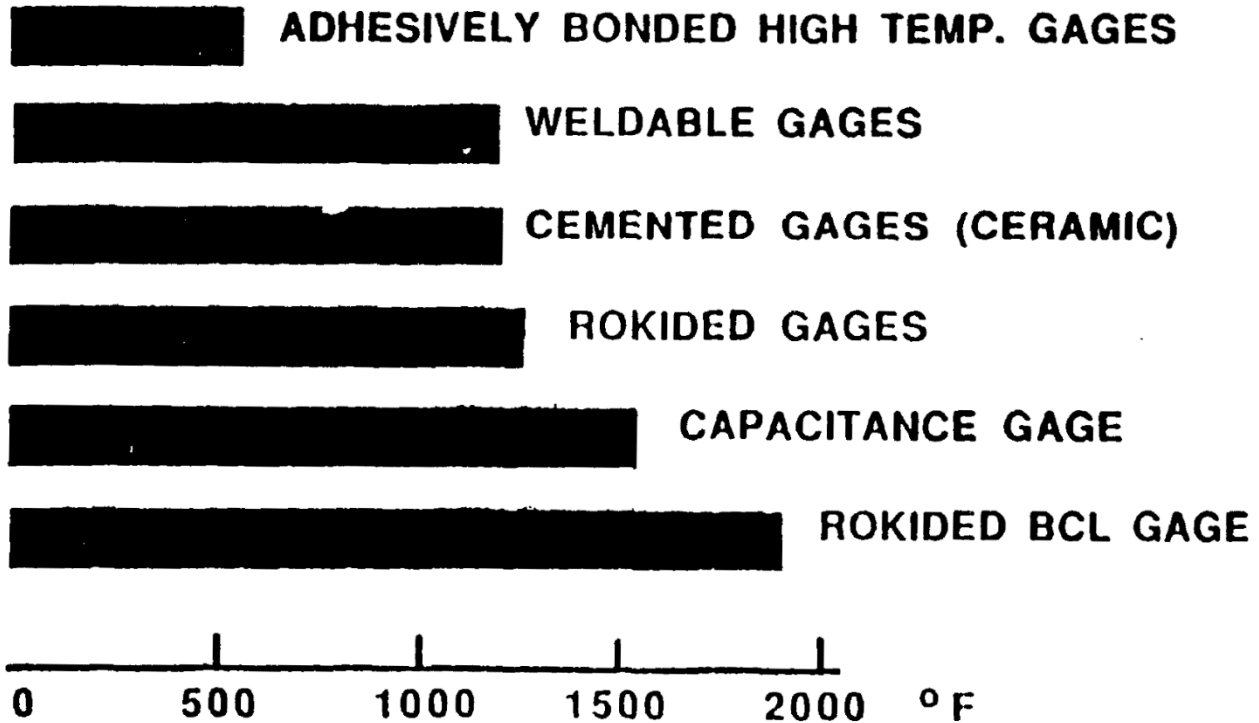 ADHESIVELY BONDED HIGH TEMP. GAGES
WELDABLE GAGES
CEMENTED GAGES (CERAMIC)
ROKIDED GAGES
CAPACITANCE GAGE
ROKIDED BCL GAGE
0 500 1000 1500 2000 °F